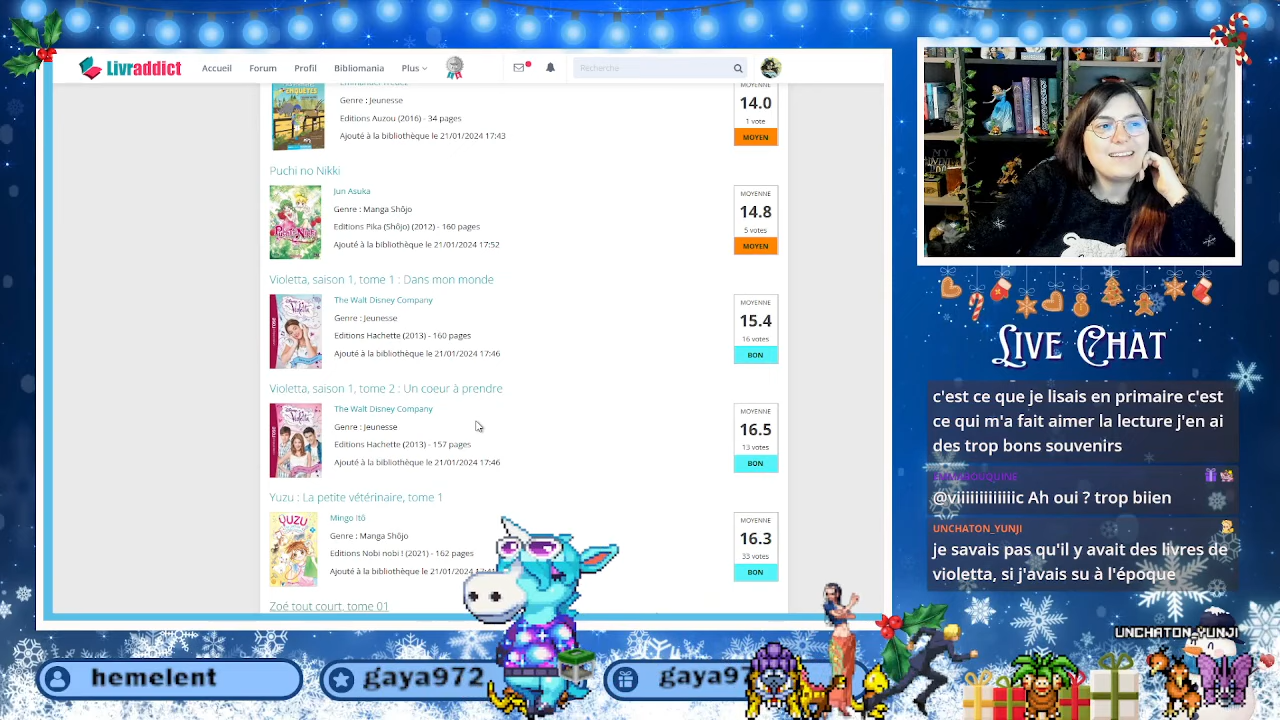 Livraddict
Accueil Forum Profil Bibliomania Plus Recherche
ENQUÊTES
Genre : Jeunesse
Editions Auzou (2016) - 34 pages
Ajouté à la bibliothèque le 21/01/2024 17:43
MOYENNE
14.0
1 vote
MOYEN
Puchi no Nikki
Jun Asuka
Genre : Manga Shôjo
Editions Pika (Shôjo) (2012) - 160 pages
Ajouté à la bibliothèque le 21/01/2024 17:52
MOYENNE
14.8
5 votes
MOYEN
Violetta, saison 1, tome 1 : Dans mon monde
The Walt Disney Company
Genre : Jeunesse
Editions Hachette (2013) - 160 pages
Ajouté à la bibliothèque le 21/01/2024 17:46
MOYENNE
15.4
16 votes
BON
Violetta, saison 1, tome 2 : Un coeur à prendre
The Walt Disney Company
Genre : Jeunesse
Editions Hachette (2013) - 157 pages
Ajouté à la bibliothèque le 21/01/2024 17:46
MOYENNE
16.5
13 votes
BON
Yuzu : La petite vétérinaire, tome 1
YUZU
Mingo Itô
Genre : Manga Shôjo
Editions Nobi nobi ! (2021) - 162 pages
Ajouté à la bibliothèque le 21/01/2024
MOYENNE
16.3
33 votes
BON
Zoé tout court, tome 01
LIVE CHAT
c'est ce que je lisais en primaire c'est
ce qui m'a fait aimer la lecture j'en ai
des trop bons souvenirs
EMMABOUQUINE
@viiiiiiiiiiiic Ah oui ? trop biien
UNCHATON_YUNJI
je savais pas qu'il y avait des livres de
violetta, si j'avais su à l'époque
UNCHATON_YUNJI
hemelent
gaya972
gaya97